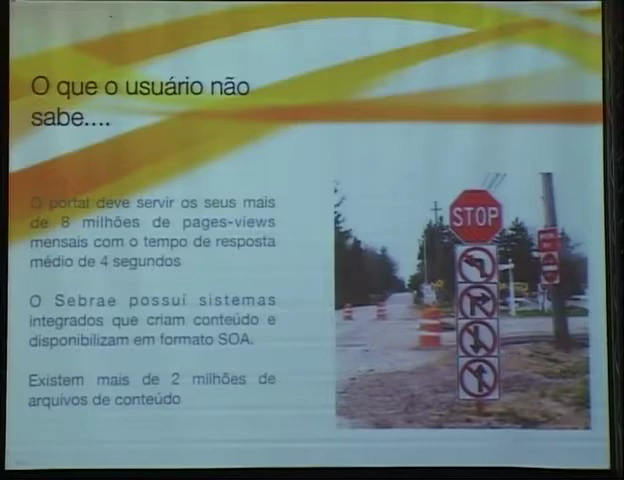 O que o usuário não
sabe....
O portal deve servir os seus mais
de 8 milhões de pages-views
mensais com o tempo de resposta
médio de 4 segundos
O Sebrae possui sistemas
integrados que criam conteúdo e
disponibilizam em formato SOA.
Existem mais de 2 milhões de
arquivos de conteúdo
STOP